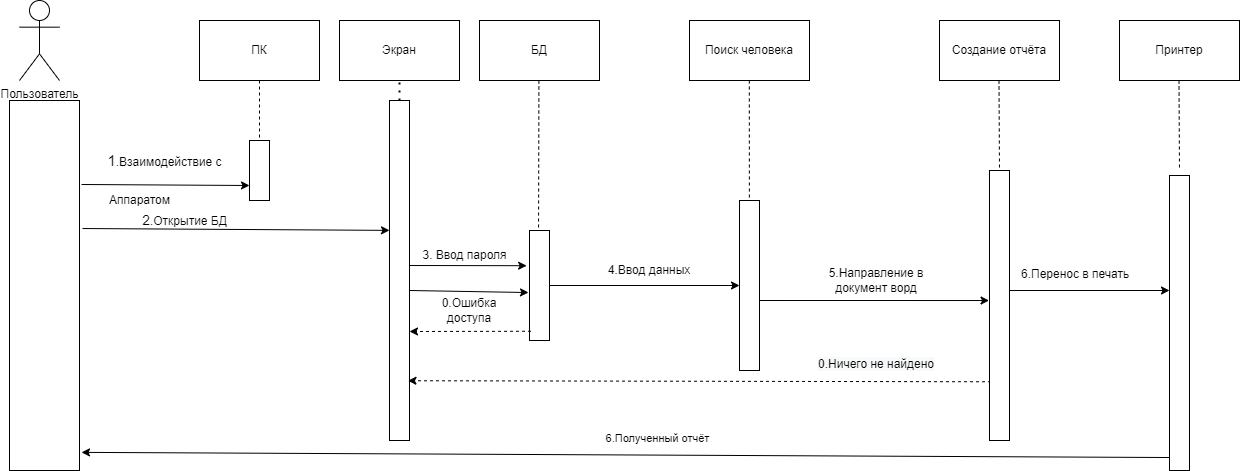 Пользователь
ПК
Экран
БД
Поиск человека
Создание отчёта
Принтер
1.Взаимодействие с
Аппаратом
2.Открытие БД
3. Ввод пароля
0.Ошибка
доступа
4.Ввод данных
5.Направление в
документ ворд
6.Перенос в печать
0.Ничего не найдено
6.Полученный отчёт